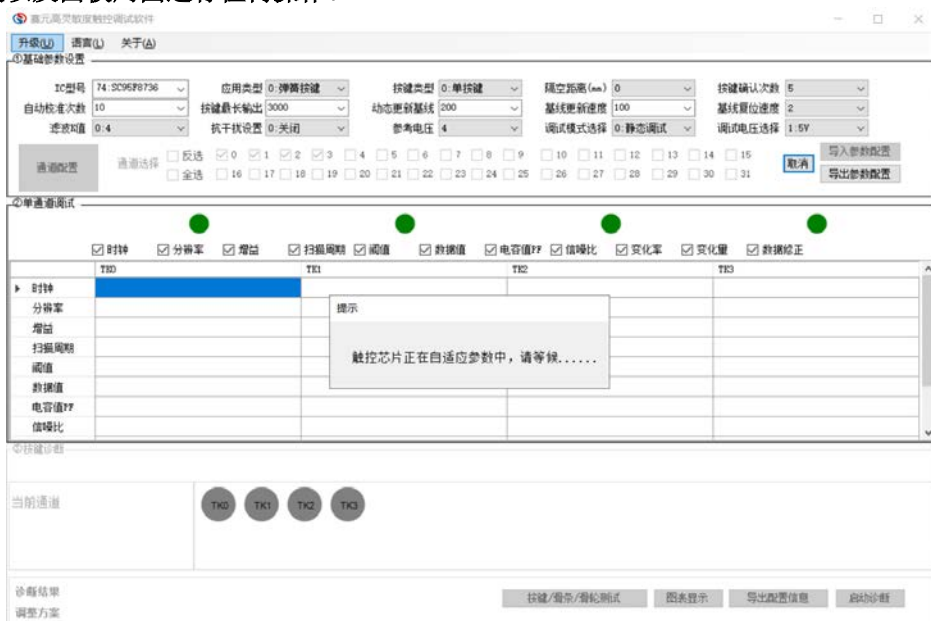 赛元高灵敏度触控调试软件
升级(U) 语言(L) 关于(A)
①基础参数设置
IC型号 74:SC95F8736 应用类型 0:弹簧按键 按键类型 0:单按键 隔空距离(mm) 0 按键确认次数 5
自动校准次数 10 按键最长输出 3000 动态更新基线 200 基线更新速度 100 基线复位速度 2
滤波K值 0:4 抗干扰设置 0:关闭 参考电压 4 调试模式选择 0:静态调试 调试电压选择 1:5V
通道配置 通道选择 反选 0 1 2 3 4 5 6 7 8 9 10 11 12 13 14 15 取消 导入参数配置
全选 16 17 18 19 20 21 22 23 24 25 26 27 28 29 30 31 导出参数配置
②单通道调试
时钟 分辨率 增益 扫描周期 阈值 数据值 电容值PF 信噪比 变化率 变化量 数据修正
TK0 TK1 TK2 TK3
时钟
分辨率
增益
扫描周期
阈值
数据值
电容值PF
信噪比
提示
触控芯片正在自适应参数中，请等候......
按键诊断
当前通道 TK0 TK1 TK2 TK3
诊断结果
按键/滑条/滑轮测试 图表显示 导出配置信息 启动诊断
调整方案